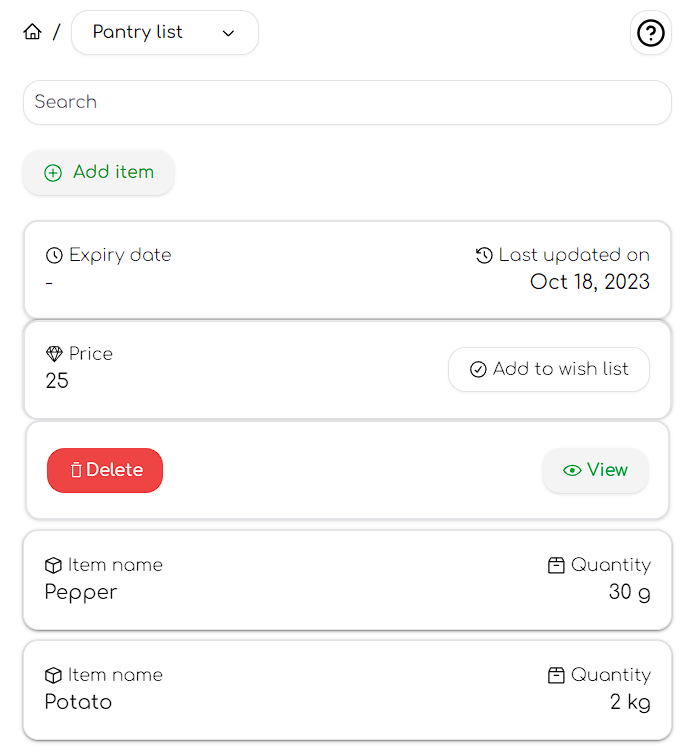 / Pantry list
Search
Add item
Expiry date Last updated on
- Oct 18, 2023
Price
25
Add to wish list
Delete View
Item name Quantity
Pepper 30 g
Item name Quantity
Potato 2 kg